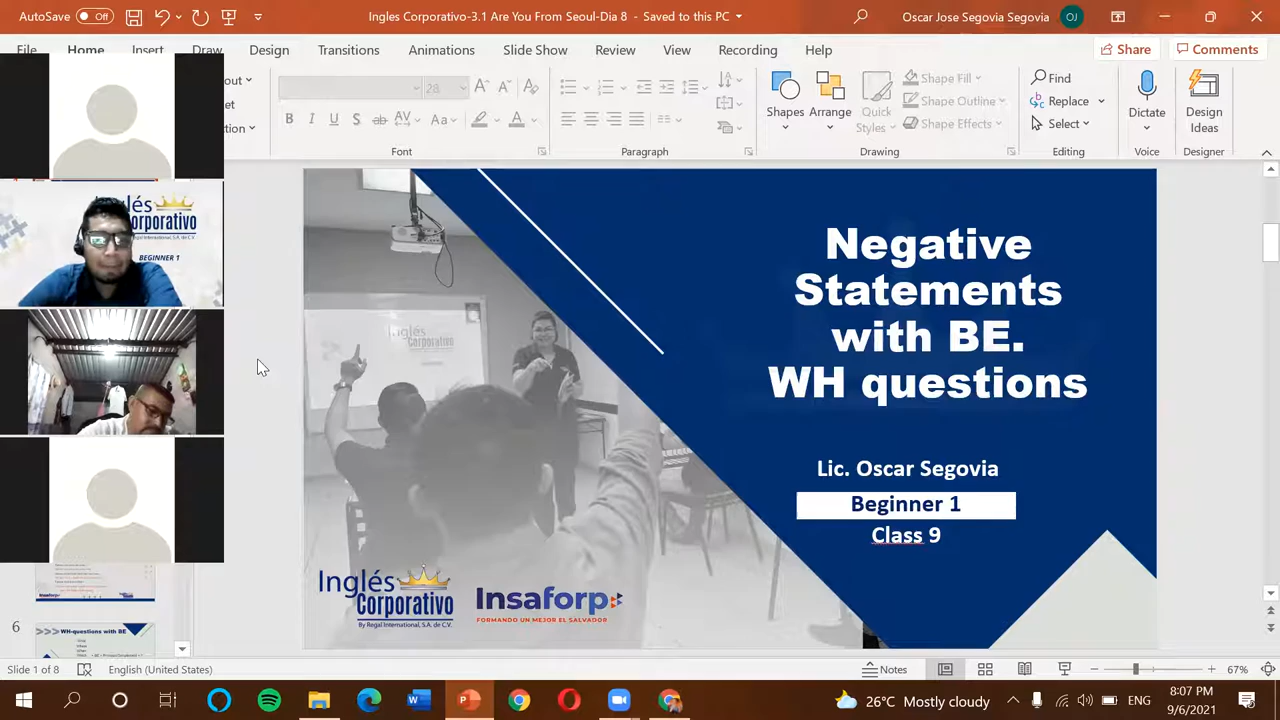 AutoSave Off
Ingles Corporativo-3.1 Are You From Seoul-Dia 8 - Saved to this PC
Oscar Jose Segovia Segovia OJ
File Home Insert Draw Design Transitions Animations Slide Show Review View Recording Help
Share Comments
Font
Paragraph
Shapes
Arrange
Quick Styles
Shape Fill
Shape Outline
Shape Effects
Drawing
Find
Replace
Select
Editing
Dictate
Voice
Design Ideas
Designer
Inglés
Corporativo
BEGINNER 1
Negative
Statements
with BE.
WH questions
Lic. Oscar Segovia
Beginner 1
Class 9
Inglés
Corporativo
By Regal International, S.A. de C.V.
Insaforp
FORMANDO UN MEJOR EL SALVADOR
6
WH-questions with BE
Slide 1 of 8 English (United States) Notes 67%
26°C Mostly cloudy ENG 8:07 PM
9/6/2021